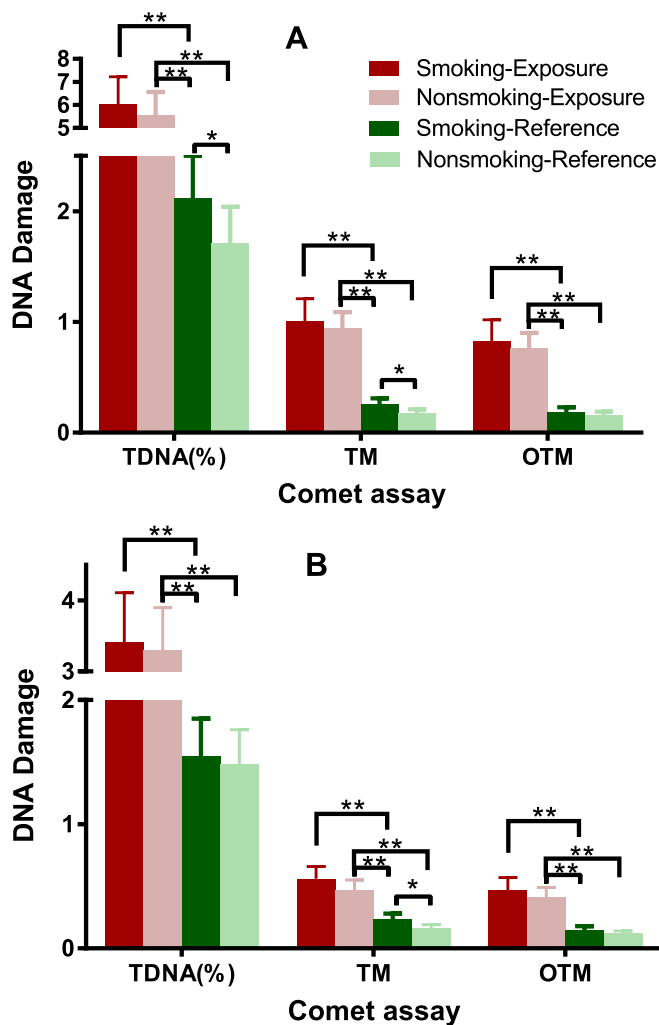 **
A
**
**
*
8
7
6
5
2
1
0
DNA Damage
Smoking-Exposure
Nonsmoking-Exposure
Smoking-Reference
Nonsmoking-Reference
**
**
**
*
**
**
**
TDNA(%) TM OTM
Comet assay
**
B
**
**
4
3
2
1
0
DNA Damage
**
**
**
*
**
**
**
TDNA(%) TM OTM
Comet assay